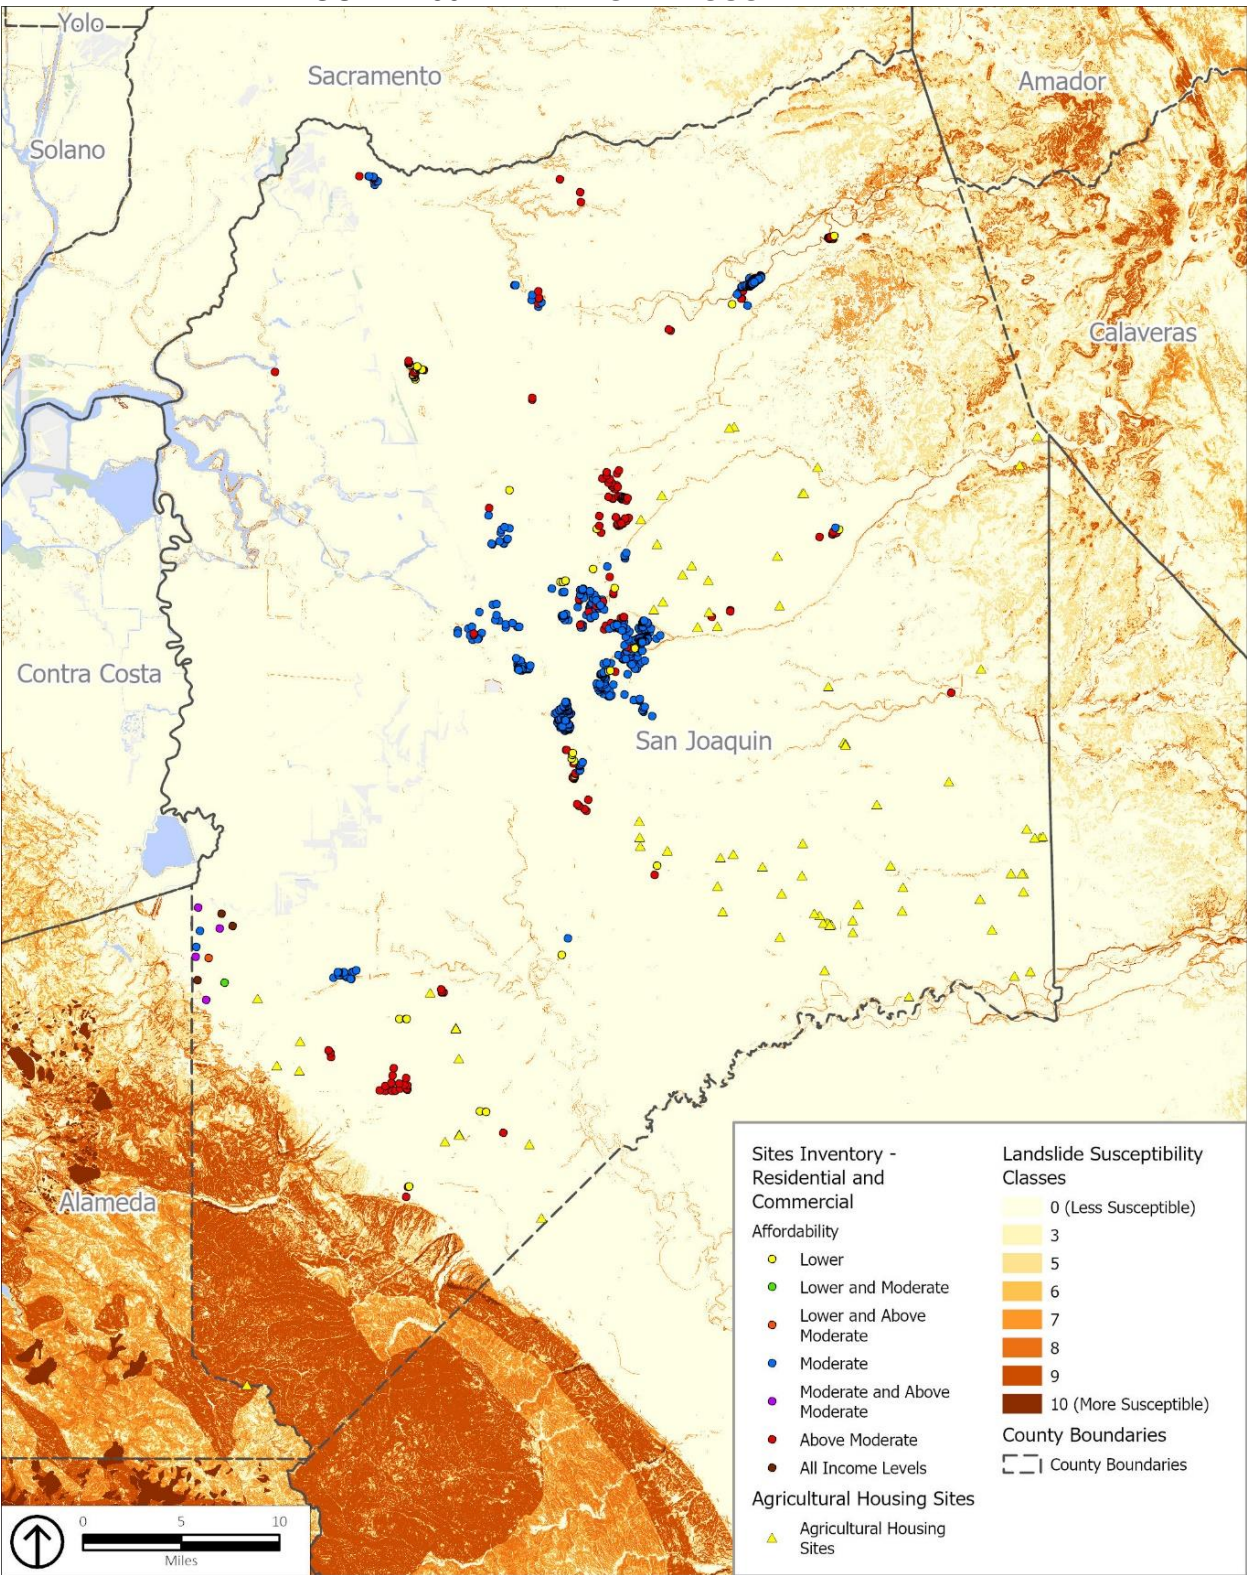 Yolo
Sacramento
Amador
Solano
Calaveras
Contra Costa
San Joaquin
Alameda
Sites Inventory -
Residential and
Commercial
Affordability
Lower
Lower and Moderate
Lower and Above
Moderate
Moderate
Moderate and Above
Moderate
Above Moderate
All Income Levels
Agricultural Housing Sites
Agricultural Housing
Sites
Landslide Susceptibility
Classes
0 (Less Susceptible)
3
5
6
7
8
9
10 (More Susceptible)
County Boundaries
County Boundaries
0 5 10
Miles